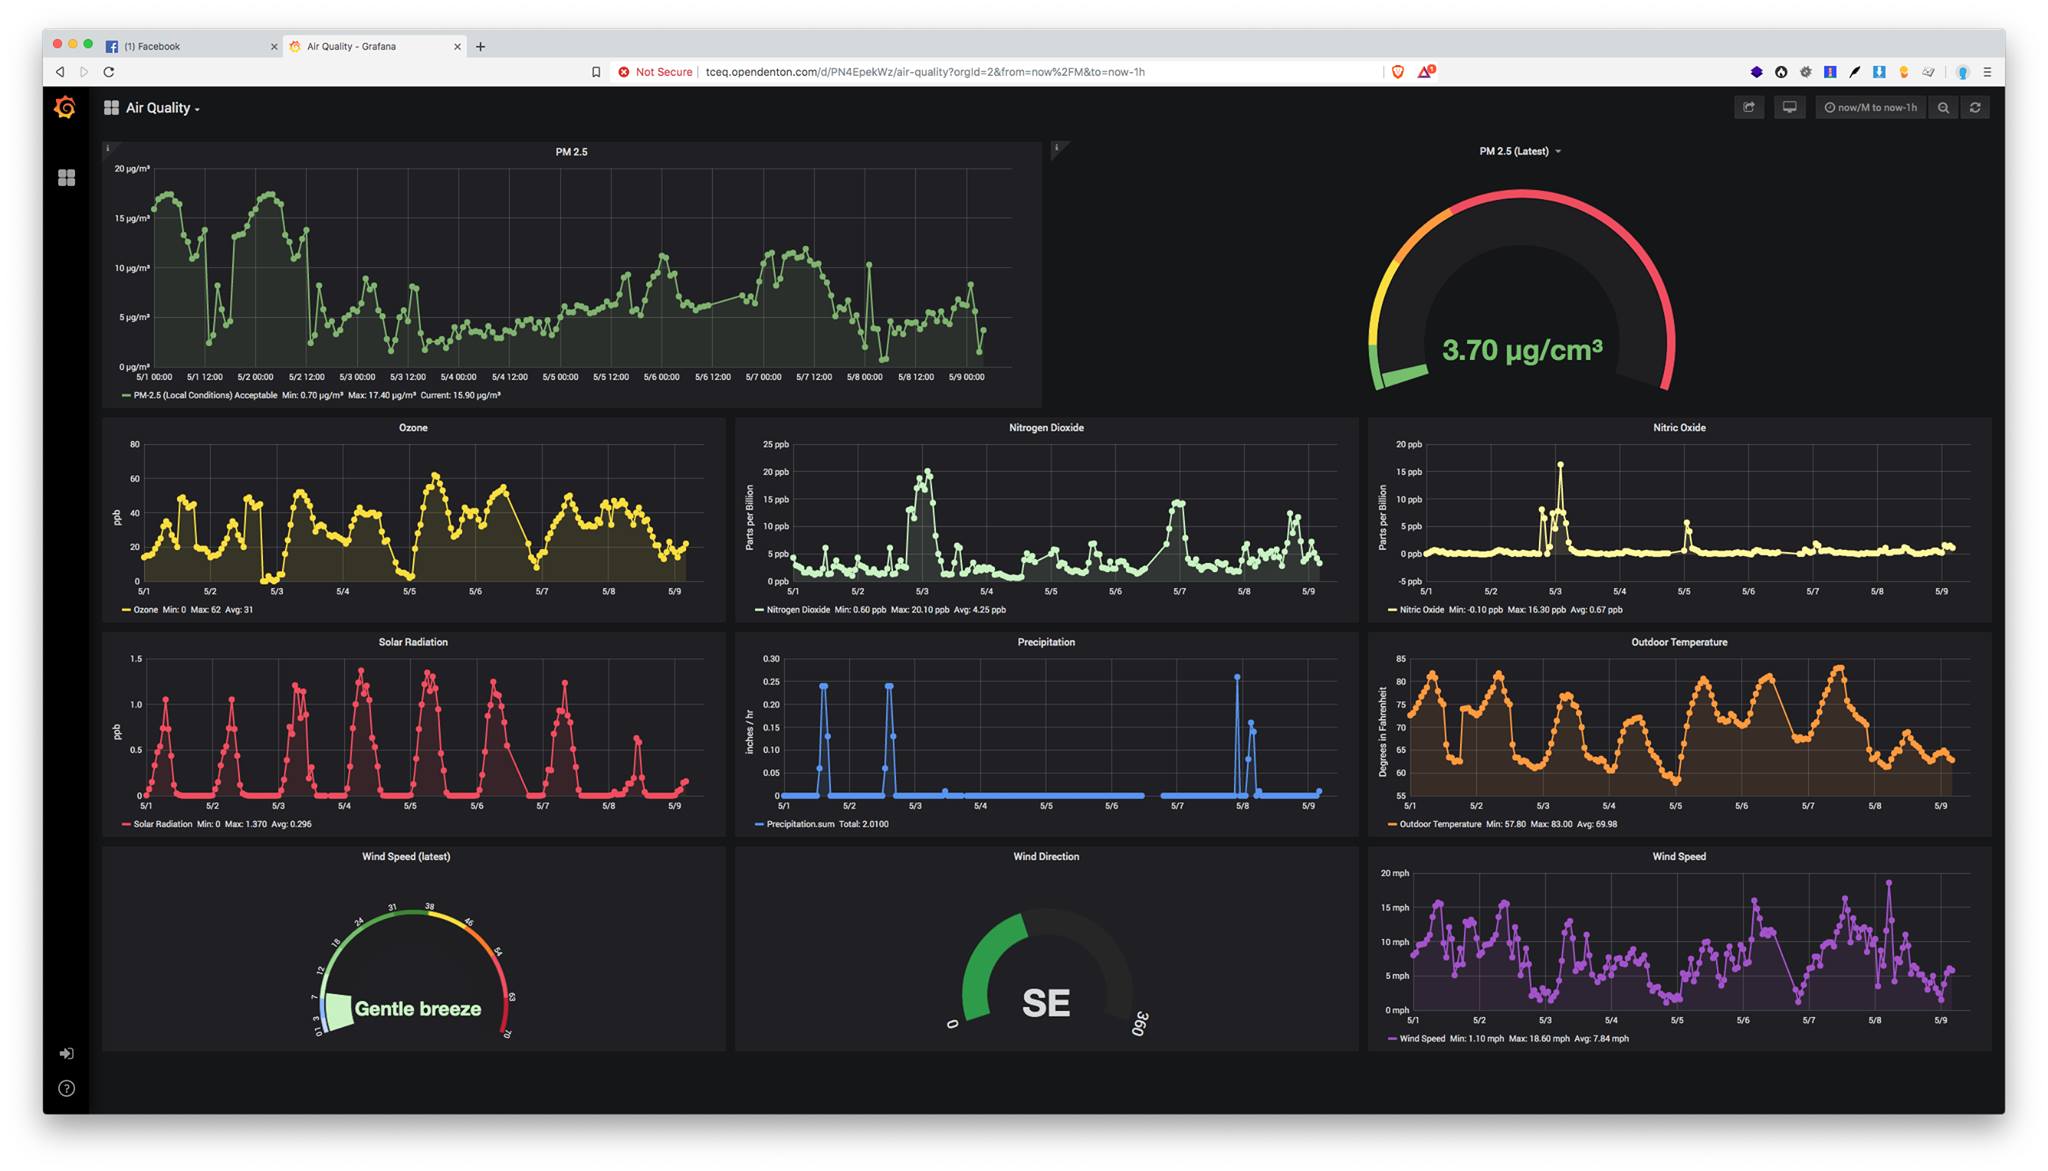 (1) Facebook
Air Quality - Grafana
Not Secure
tceq.opendenton.com/d/PN4EpekWz/air-quality?orgId=2&from=now%2FM&to=now-1h
1
Air Quality
now/M to now-1h
PM 2.5
20 µg/m³
15 µg/m³
10 µg/m³
5 µg/m³
0 µg/m³
5/1 00:00 5/1 12:00 5/2 00:00 5/2 12:00 5/3 00:00 5/3 12:00 5/4 00:00 5/4 12:00 5/5 00:00 5/5 12:00 5/6 00:00 5/6 12:00 5/7 00:00 5/7 12:00 5/8 00:00 5/8 12:00 5/9 00:00
PM-2.5 (Local Conditions) Acceptable Min: 0.70 µg/m³ Max: 17.40 µg/m³ Current: 15.90 µg/m³
PM 2.5 (Latest)
3.70 µg/cm³
Ozone
80
60
40
20
0
ppb
5/1 5/2 5/3 5/4 5/5 5/6 5/7 5/8 5/9
Ozone Min: 0 Max: 62 Avg: 31
Nitrogen Dioxide
25 ppb
20 ppb
15 ppb
10 ppb
5 ppb
0 ppb
Parts per Billion
5/1 5/2 5/3 5/4 5/5 5/6 5/7 5/8 5/9
Nitrogen Dioxide Min: 0.60 ppb Max: 20.10 ppb Avg: 4.25 ppb
Nitric Oxide
20 ppb
15 ppb
10 ppb
5 ppb
0 ppb
-5 ppb
Parts per Billion
5/1 5/2 5/3 5/4 5/5 5/6 5/7 5/8 5/9
Nitric Oxide Min: -0.10 ppb Max: 16.30 ppb Avg: 0.67 ppb
Solar Radiation
1.5
1.0
0.5
0
ppb
5/1 5/2 5/3 5/4 5/5 5/6 5/7 5/8 5/9
Solar Radiation Min: 0 Max: 1.370 Avg: 0.296
Precipitation
0.30
0.25
0.20
0.15
0.10
0.05
0
inches / hr
5/1 5/2 5/3 5/4 5/5 5/6 5/7 5/8 5/9
Precipitation.sum Total: 2.0100
Outdoor Temperature
85
80
75
70
65
60
55
Degrees in Fahrenheit
5/1 5/2 5/3 5/4 5/5 5/6 5/7 5/8 5/9
Outdoor Temperature Min: 57.80 Max: 83.00 Avg: 69.98
Wind Speed (latest)
0 1 3 7 12 18 24 31 38 46 54 63 70
Gentle breeze
Wind Direction
0 360
SE
Wind Speed
20 mph
15 mph
10 mph
5 mph
0 mph
5/1 5/2 5/3 5/4 5/5 5/6 5/7 5/8 5/9
Wind Speed Min: 1.10 mph Max: 18.60 mph Avg: 7.84 mph